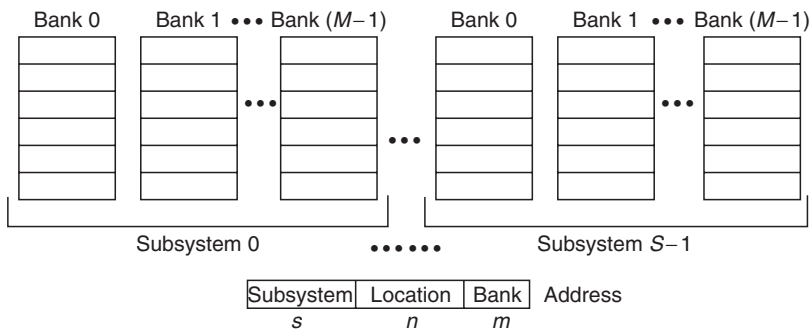 Bank 0 Bank 1 ••• Bank (M–1) Bank 0 Bank 1 ••• Bank (M–1)
••• ••• •••
Subsystem 0 •••••• Subsystem S–1
Subsystem Location Bank Address
s n m